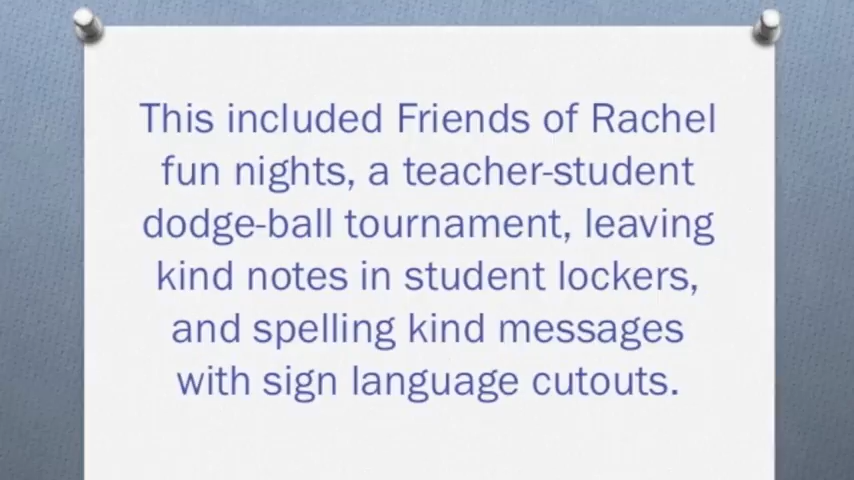 This included Friends of Rachel
fun nights, a teacher-student
dodge-ball tournament, leaving
kind notes in student lockers,
and spelling kind messages
with sign language cutouts.